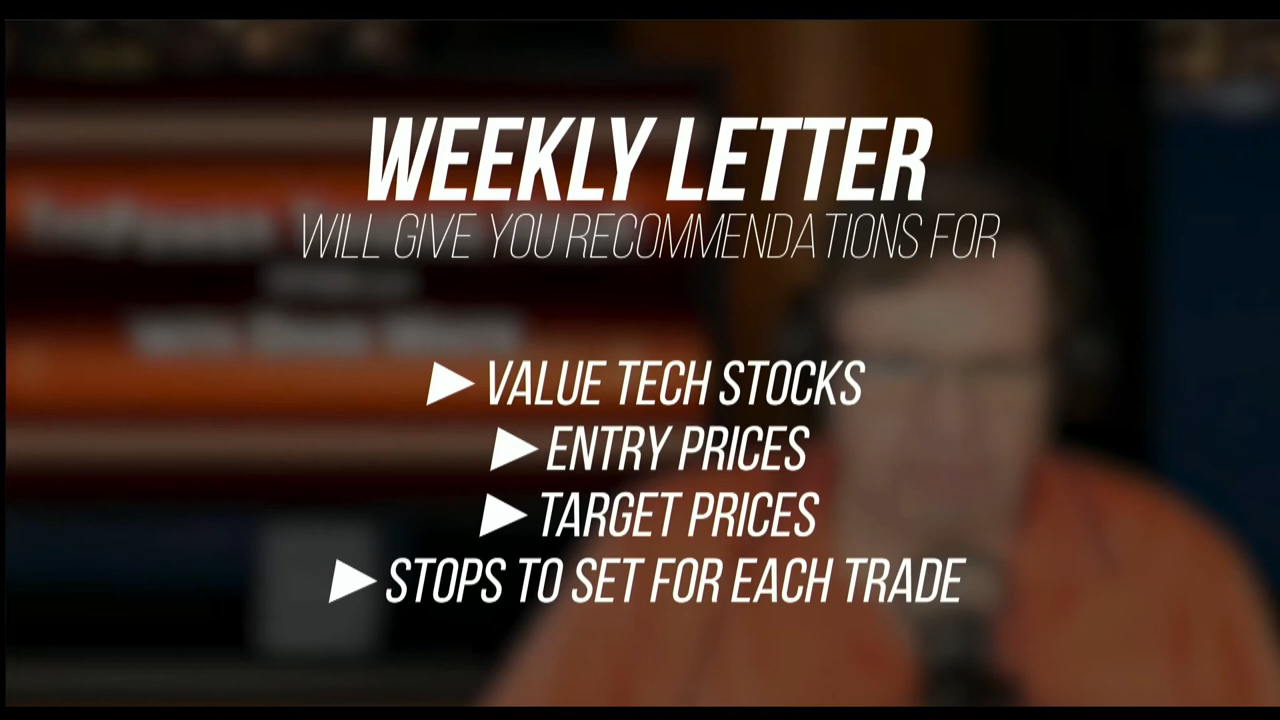 WEEKLY LETTER
WILL GIVE YOU RECOMMENDATIONS FOR
▶ VALUE TECH STOCKS
▶ ENTRY PRICES
▶ TARGET PRICES
▶ STOPS TO SET FOR EACH TRADE